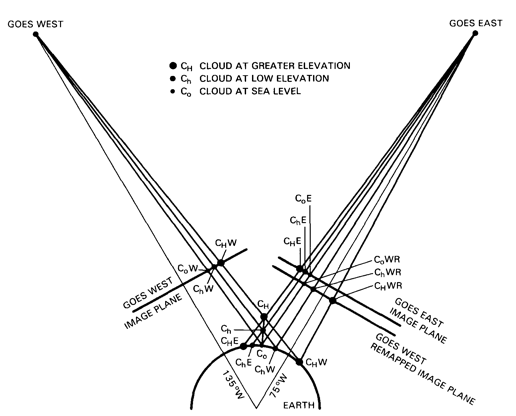 GOES WEST
GOES EAST
C_H CLOUD AT GREATER ELEVATION
C_h CLOUD AT LOW ELEVATION
C_o CLOUD AT SEA LEVEL
C_oE
C_hE
C_HE
C_HW
C_oW
C_hW
C_oWR
C_hWR
C_HWR
GOES WEST
IMAGE PLANE
GOES EAST
IMAGE PLANE
GOES WEST
REMAPPED IMAGE PLANE
C_H
C_h
C_HE
C_o
C_hE
C_hW
C_HW
135°W
75°W
EARTH